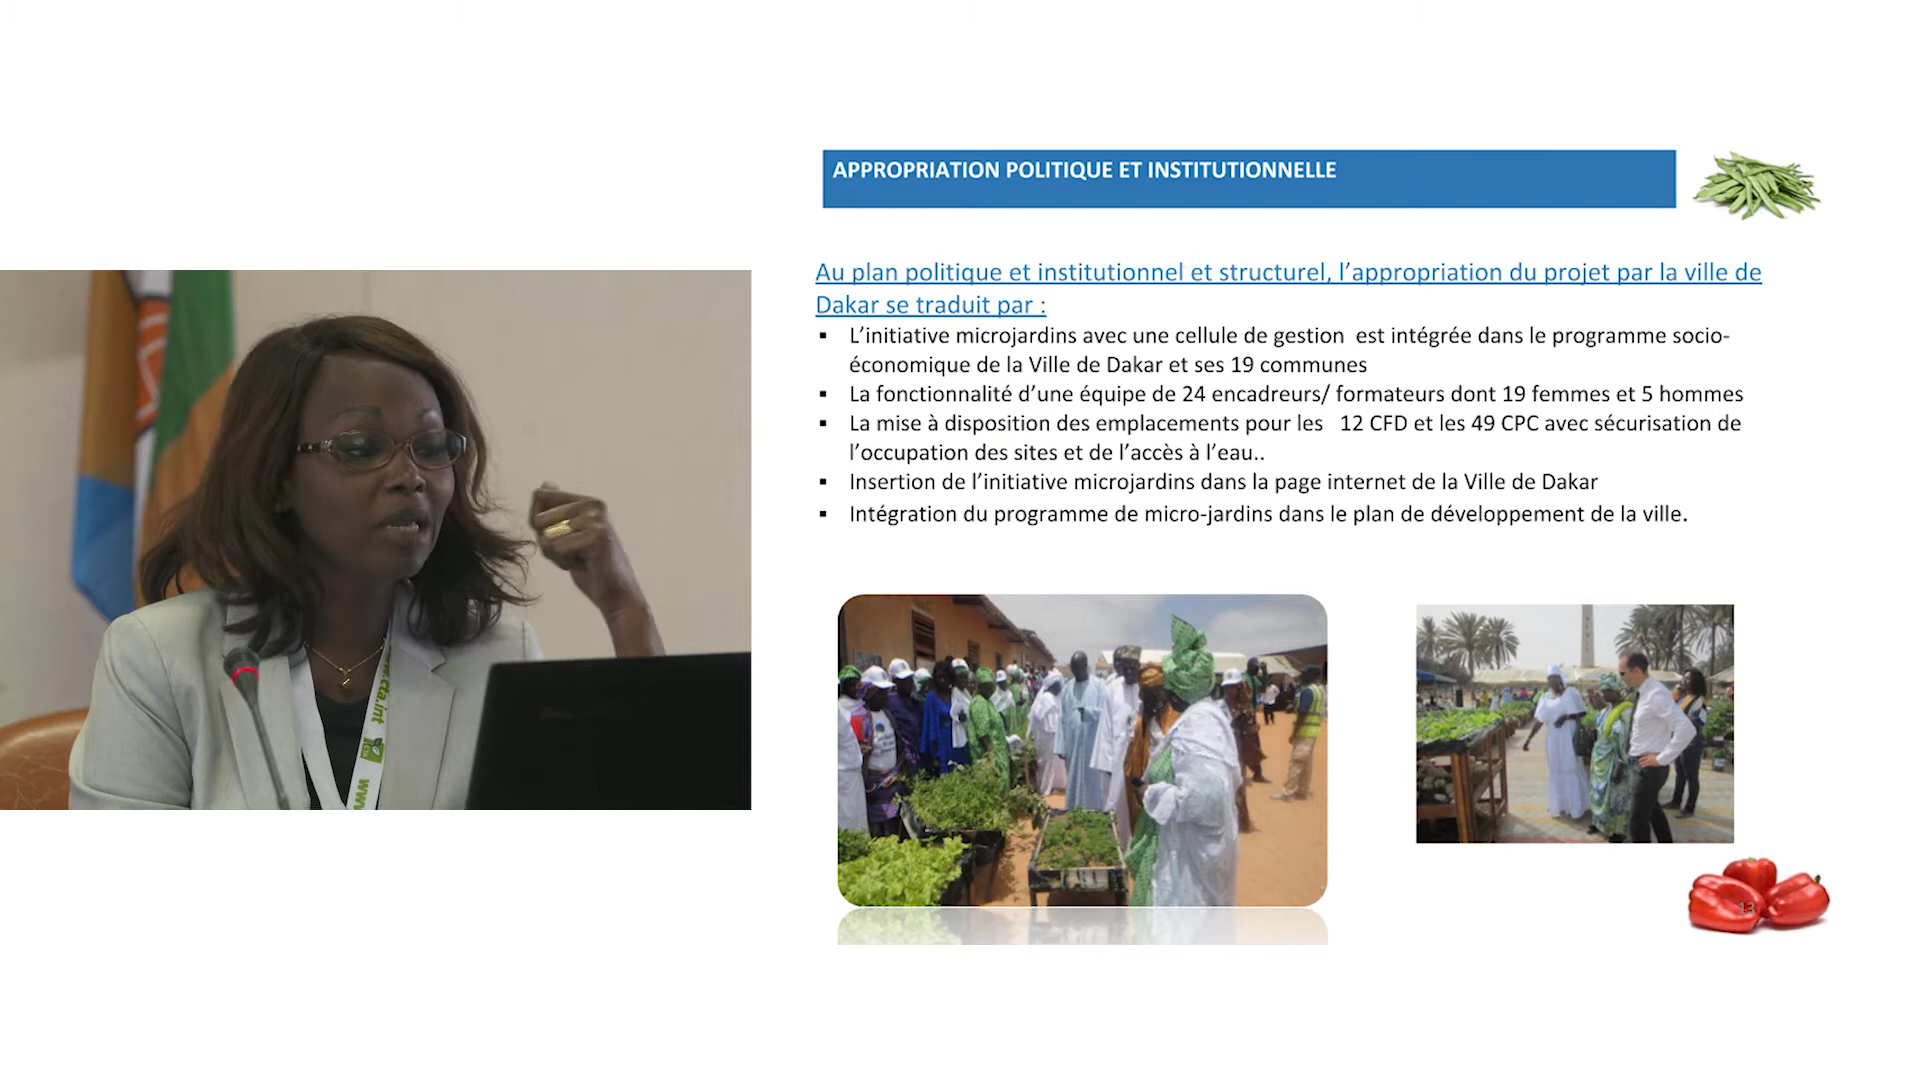 APPROPRIATION POLITIQUE ET INSTITUTIONNELLE
Au plan politique et institutionnel et structurel, l’appropriation du projet par la ville de
Dakar se traduit par :
▪ L’initiative microjardins avec une cellule de gestion est intégrée dans le programme socio-
économique de la Ville de Dakar et ses 19 communes
▪ La fonctionnalité d’une équipe de 24 encadreurs/ formateurs dont 19 femmes et 5 hommes
▪ La mise à disposition des emplacements pour les 12 CFD et les 49 CPC avec sécurisation de
l’occupation des sites et de l’accès à l’eau..
▪ Insertion de l’initiative microjardins dans la page internet de la Ville de Dakar
▪ Intégration du programme de micro-jardins dans le plan de développement de la ville.
www.cta.int
www
13